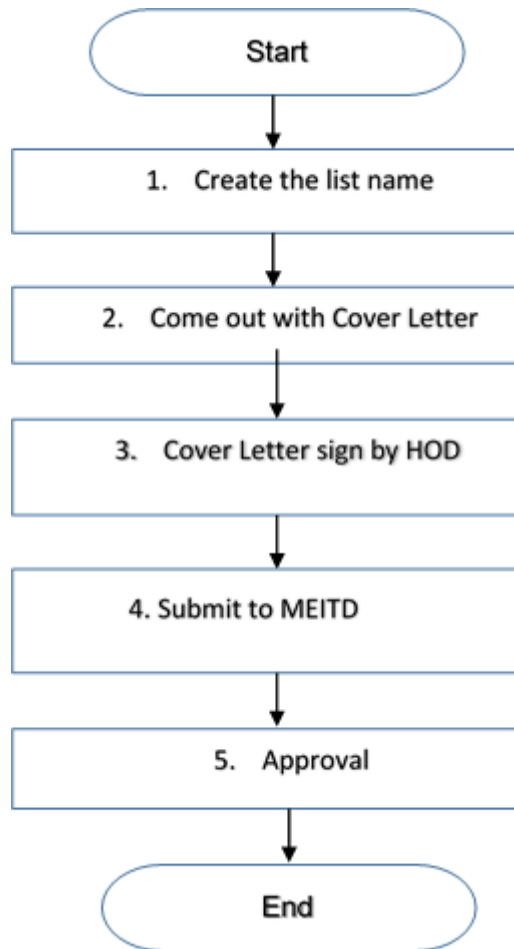 Start
1. Create the list name
2. Come out with Cover Letter
3. Cover Letter sign by HOD
4. Submit to MEITD
5. Approval
End